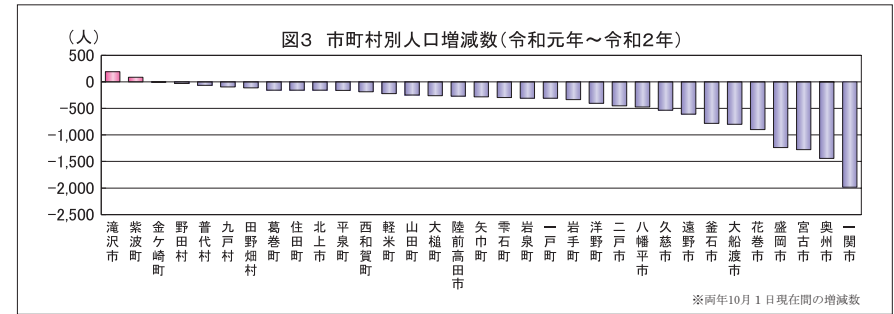 図3 市町村別人口増減数（令和元年～令和2年）
（人）
500
0
−500
−1,000
−1,500
−2,000
−2,500
滝沢市
紫波町
金ケ崎町
野田村
普代村
九戸村
田野畑村
葛巻町
住田町
北上市
平泉町
西和賀町
軽米町
山田町
大槌町
陸前高田市
矢巾町
雫石町
岩泉町
一戸町
岩手町
洋野町
二戸市
八幡平市
久慈市
遠野市
釜石市
大船渡市
花巻市
盛岡市
宮古市
奥州市
一関市
※両年10月1日現在間の増減数